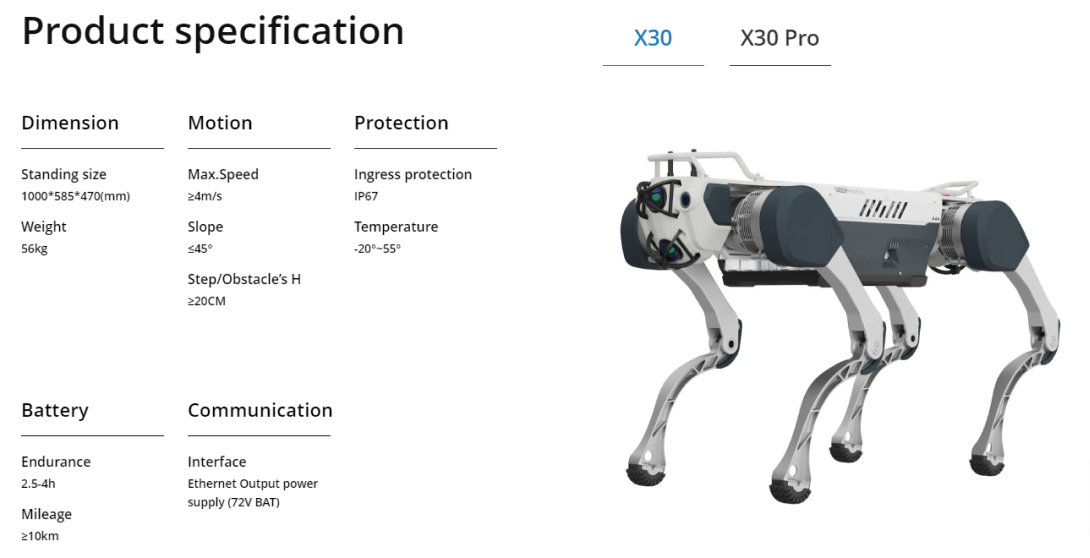 Product specification
X30
X30 Pro
Dimension
Standing size
1000*585*470(mm)
Weight
56kg
Motion
Max.Speed
≥4m/s
Slope
≤45°
Step/Obstacle’s H
≥20CM
Protection
Ingress protection
IP67
Temperature
-20°~55°
Battery
Endurance
2.5-4h
Mileage
≥10km
Communication
Interface
Ethernet Output power
supply (72V BAT)